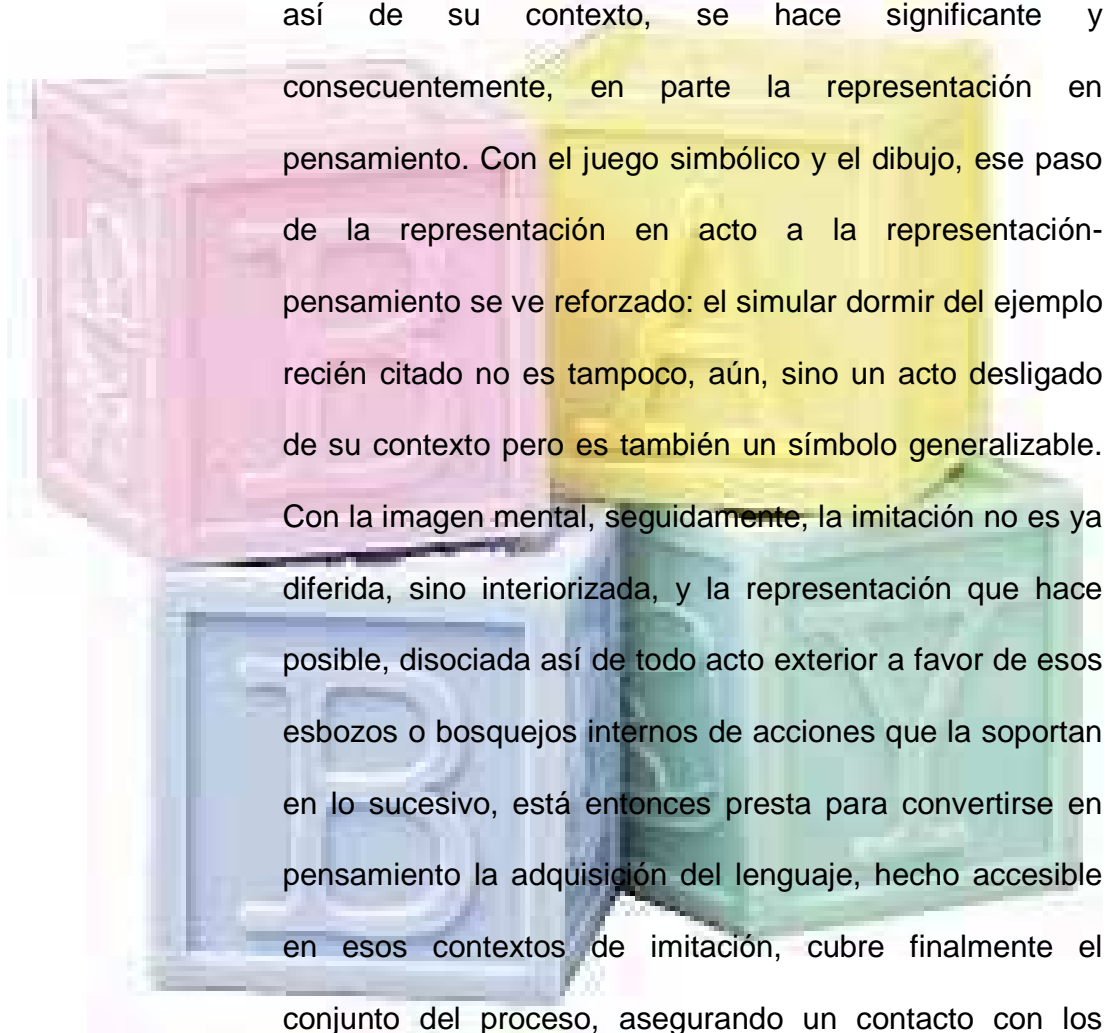 así de su contexto, se hace significante y
consecuentemente, en parte la representación en
pensamiento. Con el juego simbólico y el dibujo, ese paso
de la representación en acto a la representación-
pensamiento se ve reforzado: el simular dormir del ejemplo
recién citado no es tampoco, aún, sino un acto desligado
de su contexto pero es también un símbolo generalizable.
Con la imagen mental, seguidamente, la imitación no es ya
diferida, sino interiorizada, y la representación que hace
posible, disociada así de todo acto exterior a favor de esos
esbozos o bosquejos internos de acciones que la soportan
en lo sucesivo, está entonces presta para convertirse en
pensamiento la adquisición del lenguaje, hecho accesible
en esos contextos de imitación, cubre finalmente el
conjunto del proceso, asegurando un contacto con los
B
A
B
Y